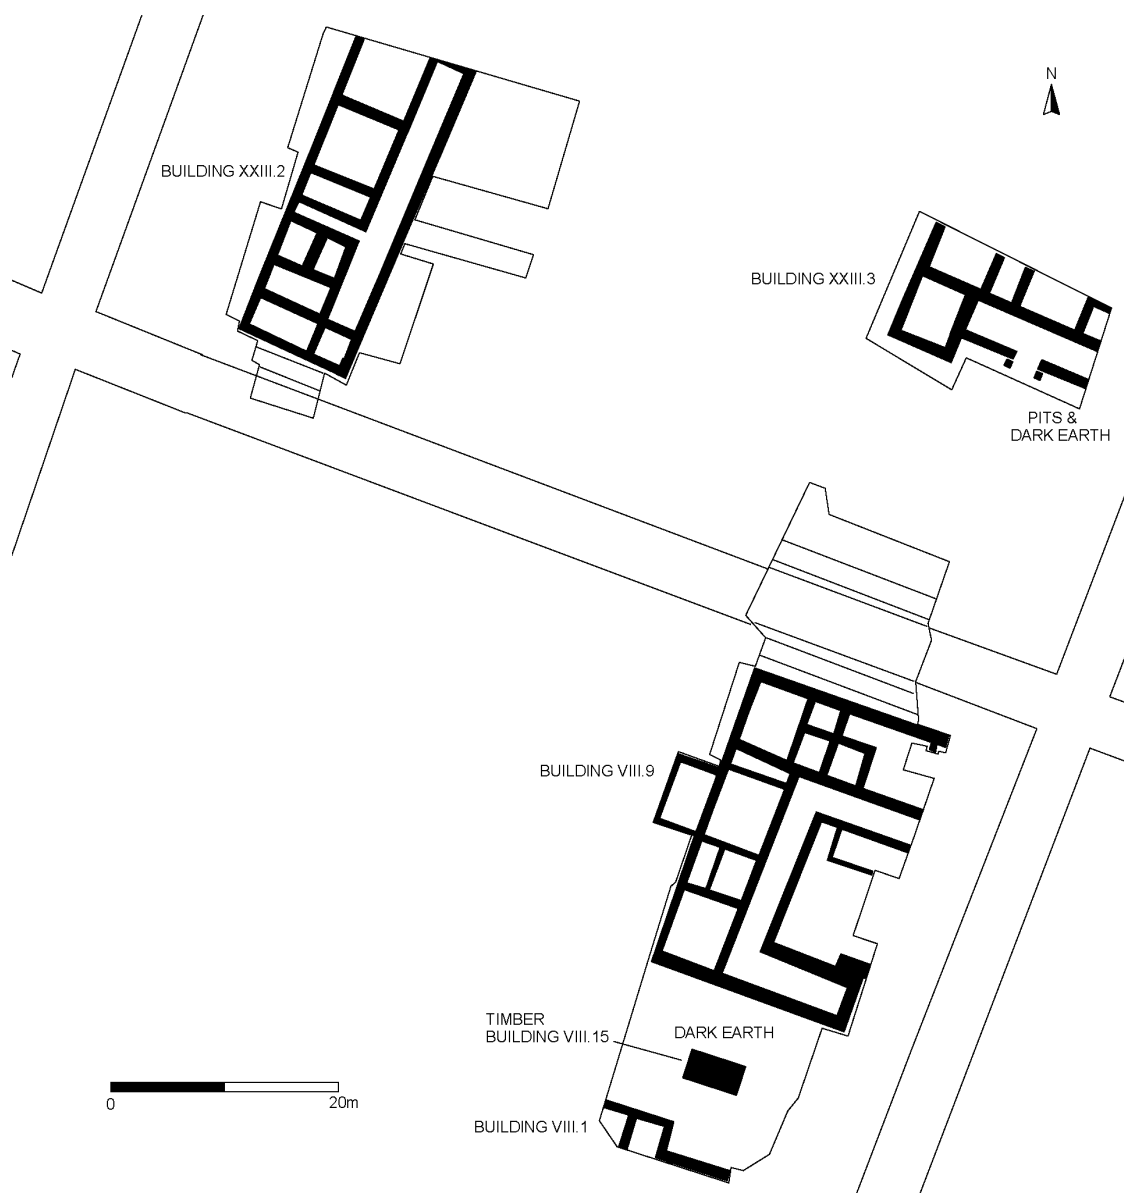 N
BUILDING XXIII.2
BUILDING XXIII.3
PITS &
DARK EARTH
BUILDING VIII.9
TIMBER
BUILDING VIII.15
DARK EARTH
0
20m
BUILDING VIII.1